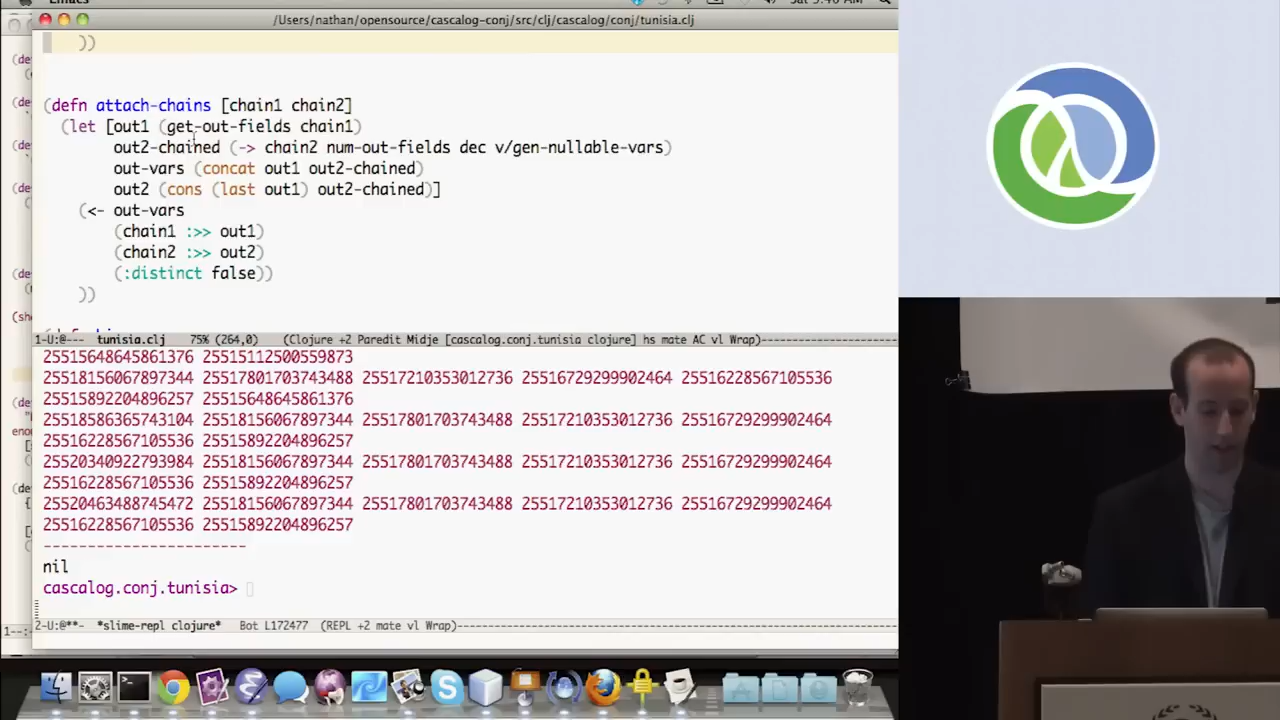 Sat 5:46 AM
/Users/nathan/opensource/cascalog-conj/src/clj/cascalog/conj/tunisia.clj
))
(defn attach-chains [chain1 chain2]
(let [out1 (get-out-fields chain1)
out2-chained (-> chain2 num-out-fields dec v/gen-nullable-vars)
out-vars (concat out1 out2-chained)
out2 (cons (last out1) out2-chained)]
(<- out-vars
(chain1 :>> out1)
(chain2 :>> out2)
(:distinct false))
))
1-U:@--- tunisia.clj 75% (264,0) (Clojure +2 Paredit Midje [cascalog.conj.tunisia clojure] hs mate AC vl Wrap)
25515648645861376 25515112500559873
25518156067897344 25517801703743488 25517210353012736 25516729299902464 25516228567105536
25515892204896257 25515648645861376
25518586365743104 25518156067897344 25517801703743488 25517210353012736 25516729299902464
25516228567105536 25515892204896257
25520340922793984 25518156067897344 25517801703743488 25517210353012736 25516729299902464
25516228567105536 25515892204896257
25520463488745472 25518156067897344 25517801703743488 25517210353012736 25516729299902464
25516228567105536 25515892204896257
-----------------------
nil
cascalog.conj.tunisia>
2-U:@**- *slime-repl clojure* Bot L172477 (REPL +2 mate vl Wrap)